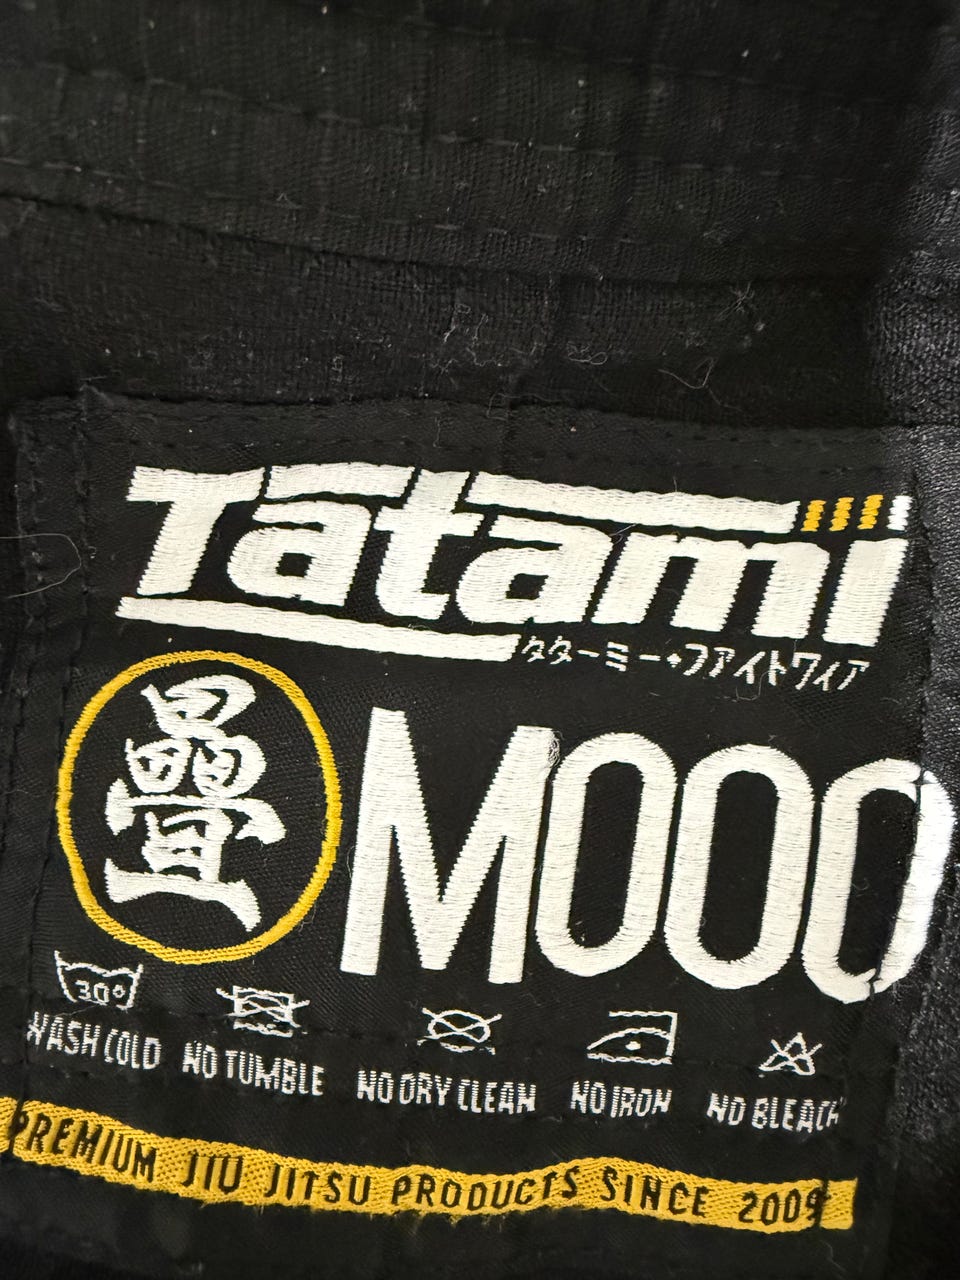 Tatami
タターミー・ファイトワィア
疊
M000
30°
WASH COLD NO TUMBLE NO DRY CLEAN NO IRON NO BLEACH
PREMIUM JIU JITSU PRODUCTS SINCE 2009